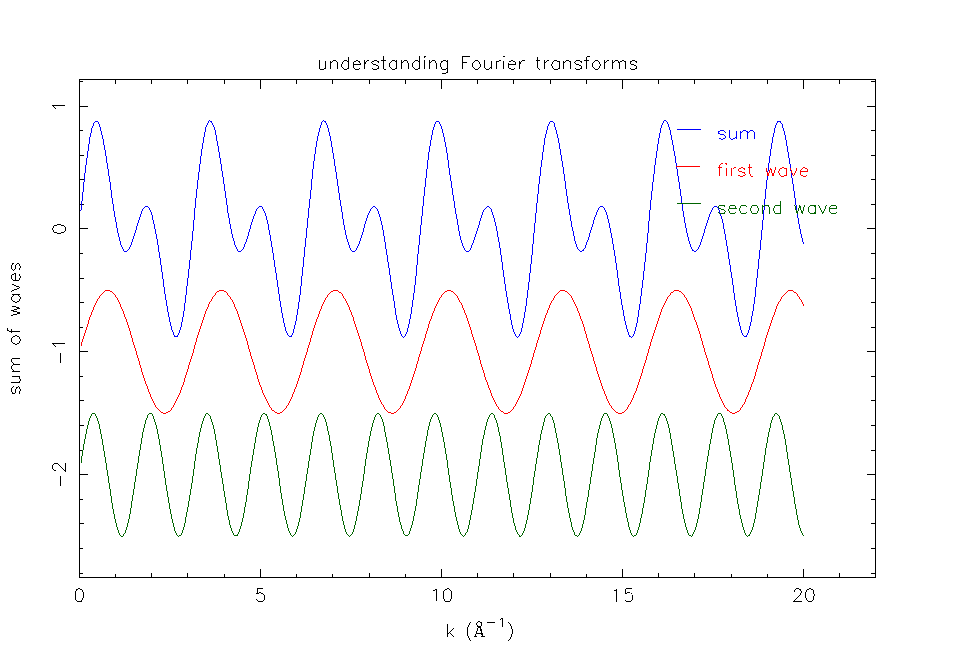 understanding Fourier transforms
1
0
−1
−2
sum of waves
sum
first wave
second wave
0 5 10 15 20
k (Å⁻¹)